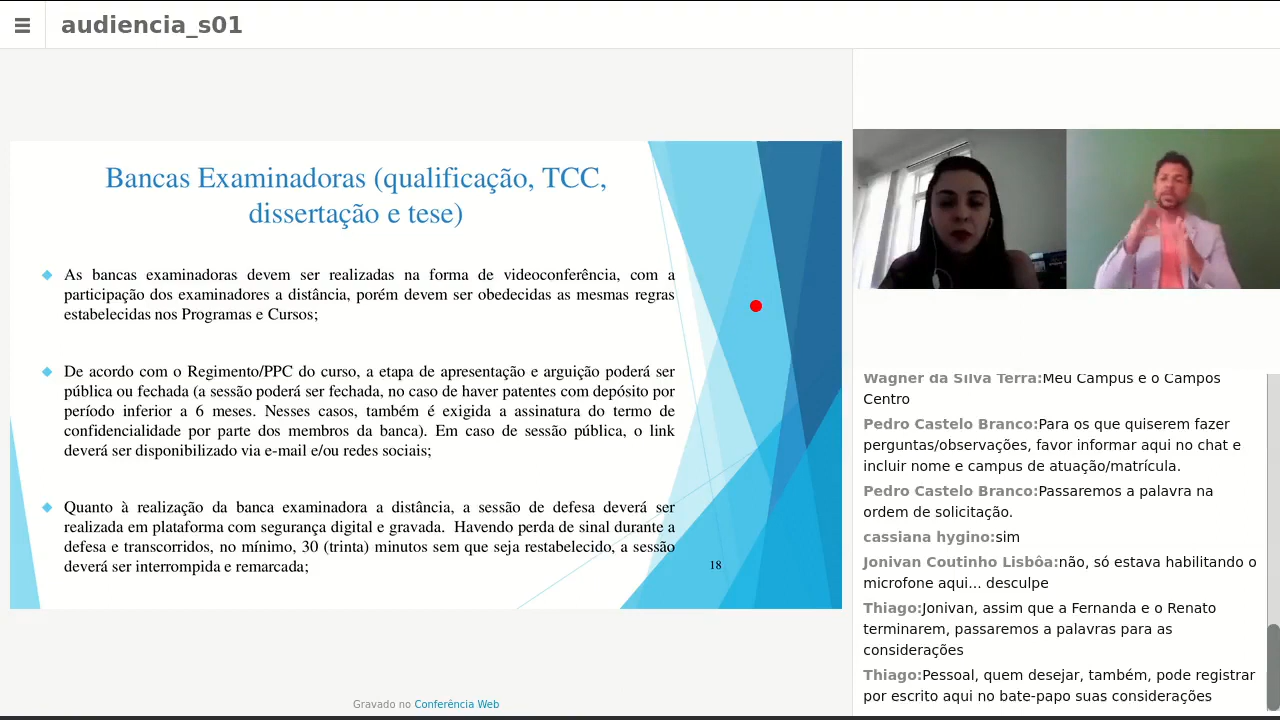 audiencia_s01
Bancas Examinadoras (qualificação, TCC,
dissertação e tese)
As bancas examinadoras devem ser realizadas na forma de videoconferência, com a
participação dos examinadores a distância, porém devem ser obedecidas as mesmas regras
estabelecidas nos Programas e Cursos;
De acordo com o Regimento/PPC do curso, a etapa de apresentação e arguição poderá ser
pública ou fechada (a sessão poderá ser fechada, no caso de haver patentes com depósito por
período inferior a 6 meses. Nesses casos, também é exigida a assinatura do termo de
confidencialidade por parte dos membros da banca). Em caso de sessão pública, o link
deverá ser disponibilizado via e-mail e/ou redes sociais;
Quanto à realização da banca examinadora a distância, a sessão de defesa deverá ser
realizada em plataforma com segurança digital e gravada. Havendo perda de sinal durante a
defesa e transcorridos, no mínimo, 30 (trinta) minutos sem que seja restabelecido, a sessão
deverá ser interrompida e remarcada;
18
Gravado no Conferência Web
Wagner da Silva Terra:Meu Campus e o Campos
Centro
Pedro Castelo Branco:Para os que quiserem fazer
perguntas/observações, favor informar aqui no chat e
incluir nome e campus de atuação/matrícula.
Pedro Castelo Branco:Passaremos a palavra na
ordem de solicitação.
cassiana hygino:sim
Jonivan Coutinho Lisbôa:não, só estava habilitando o
microfone aqui... desculpe
Thiago:Jonivan, assim que a Fernanda e o Renato
terminarem, passaremos a palavras para as
considerações
Thiago:Pessoal, quem desejar, também, pode registrar
por escrito aqui no bate-papo suas considerações